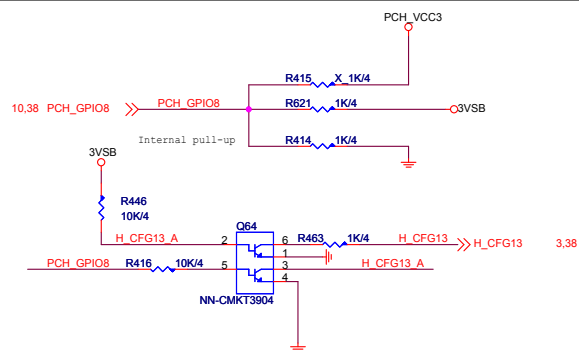 PCH_VCC3
R415 X_1K/4
10,38 PCH_GPIO8 PCH_GPIO8 R621 1K/4 3VSB
Internal pull-up R414 1K/4
3VSB
R446
10K/4
Q64
H_CFG13_A 2 6 R463 1K/4 H_CFG13 H_CFG13 3,38
1
PCH_GPIO8 R416 10K/4 5 3 H_CFG13_A
4
NN-CMKT3904